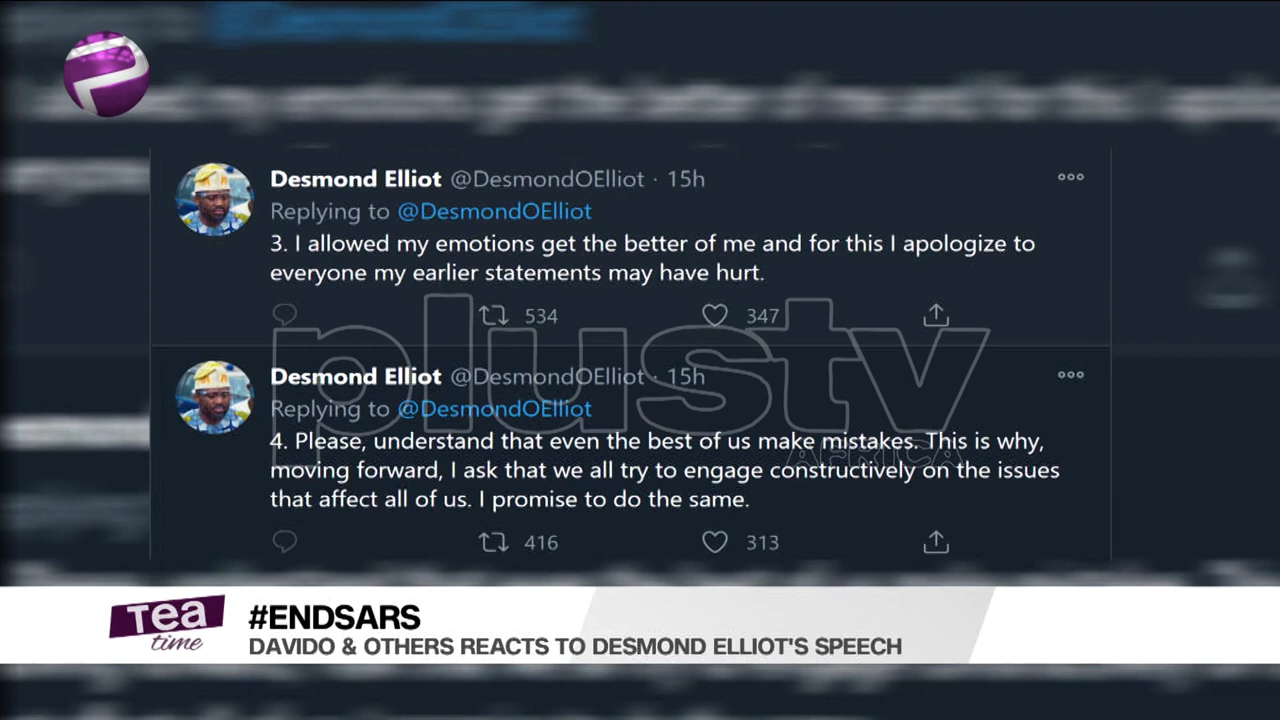 Desmond Elliot @DesmondOElliot · 15h
Replying to @DesmondOElliot
3. I allowed my emotions get the better of me and for this I apologize to
everyone my earlier statements may have hurt.
534 347
Desmond Elliot @DesmondOElliot · 15h
Replying to @DesmondOElliot
4. Please, understand that even the best of us make mistakes. This is why,
moving forward, I ask that we all try to engage constructively on the issues
that affect all of us. I promise to do the same.
416 313
plustv
AFRICA
Tea
time
#ENDSARS
DAVIDO & OTHERS REACTS TO DESMOND ELLIOT'S SPEECH